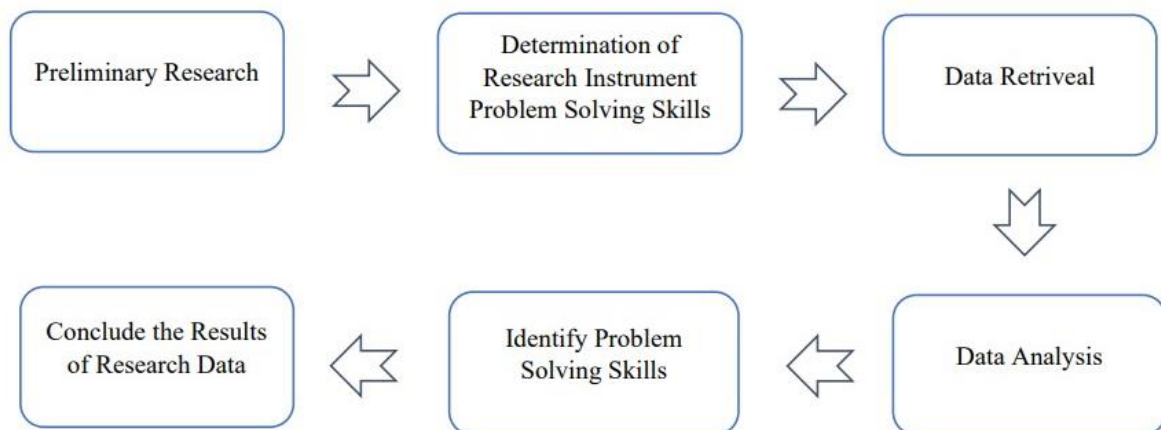 Preliminary Research
Determination of
Research Instrument
Problem Solving Skills
Data Retriveal
Data Analysis
Identify Problem
Solving Skills
Conclude the Results
of Research Data